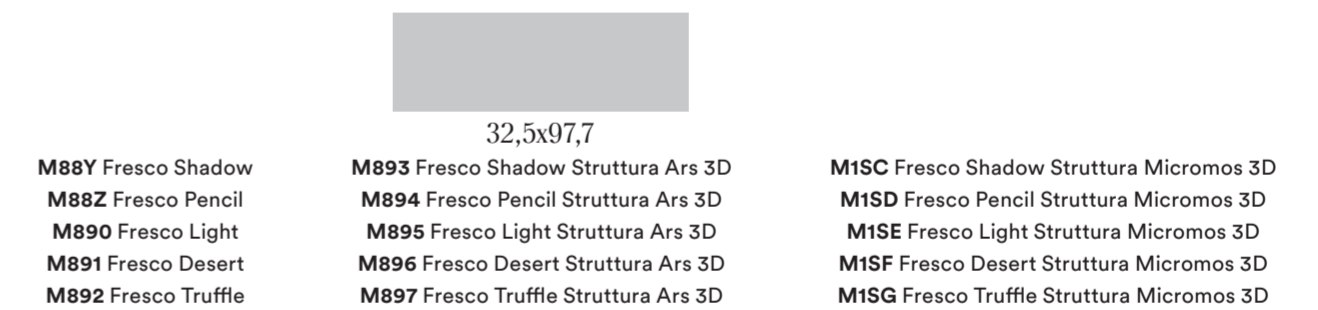 32,5x97,7
M88Y Fresco Shadow
M88Z Fresco Pencil
M890 Fresco Light
M891 Fresco Desert
M892 Fresco Truffle
M893 Fresco Shadow Struttura Ars 3D
M894 Fresco Pencil Struttura Ars 3D
M895 Fresco Light Struttura Ars 3D
M896 Fresco Desert Struttura Ars 3D
M897 Fresco Truffle Struttura Ars 3D
M1SC Fresco Shadow Struttura Micromos 3D
M1SD Fresco Pencil Struttura Micromos 3D
M1SE Fresco Light Struttura Micromos 3D
M1SF Fresco Desert Struttura Micromos 3D
M1SG Fresco Truffle Struttura Micromos 3D